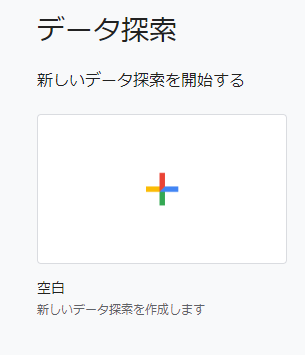 データ探索
新しいデータ探索を開始する
空白
新しいデータ探索を作成します